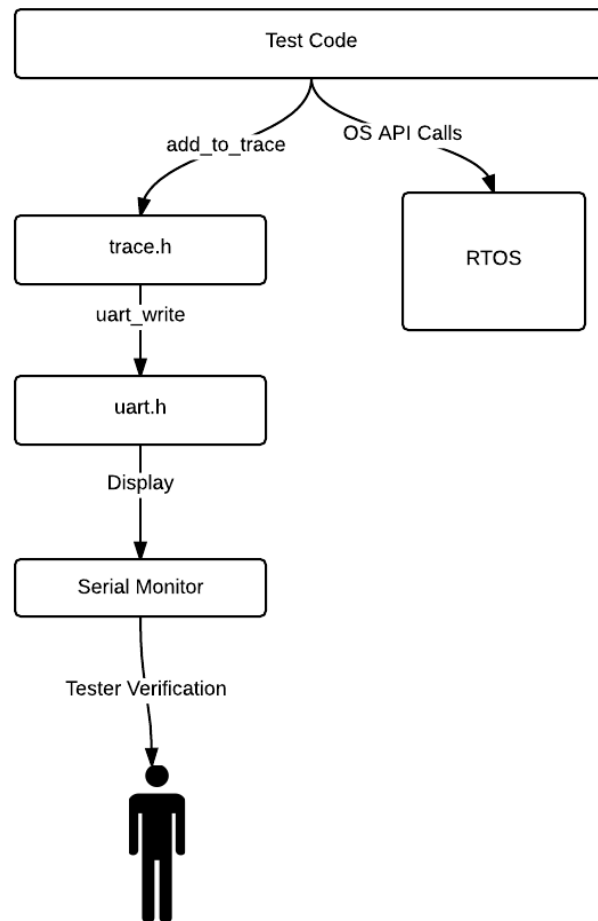 Test Code
add_to_trace
OS API Calls
trace.h
RTOS
uart_write
uart.h
Display
Serial Monitor
Tester Verification